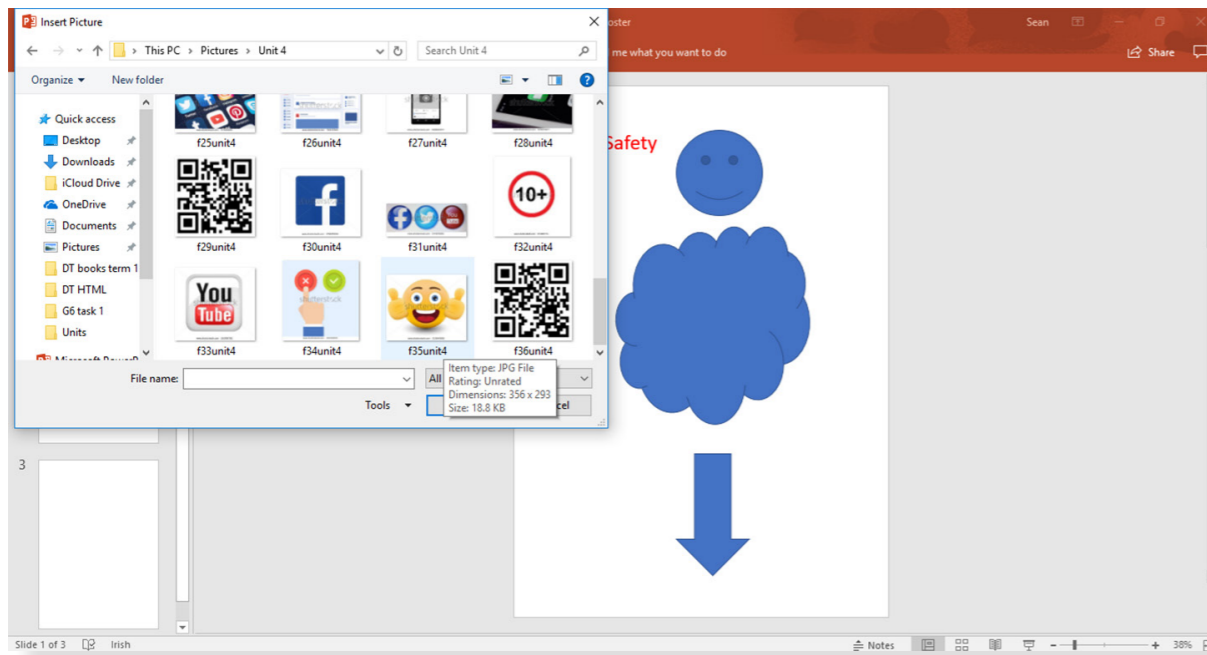 Insert Picture
oster
Sean
This PC > Pictures > Unit 4
Search Unit 4
me what you want to do
Share
Organize
New folder
Quick access
Desktop
Downloads
iCloud Drive
OneDrive
Documents
Pictures
DT books term 1
DT HTML
G6 task 1
Units
f25unit4
f26unit4
f27unit4
f28unit4
10+
f29unit4
f30unit4
f31unit4
f32unit4
You
Tube
shutterstock
f33unit4
f34unit4
f35unit4
f36unit4
File name:
All
Tools
cel
Item type: JPG File
Rating: Unrated
Dimensions: 356 x 293
Size: 18.8 KB
Safety
3
Slide 1 of 3
Irish
Notes
38%